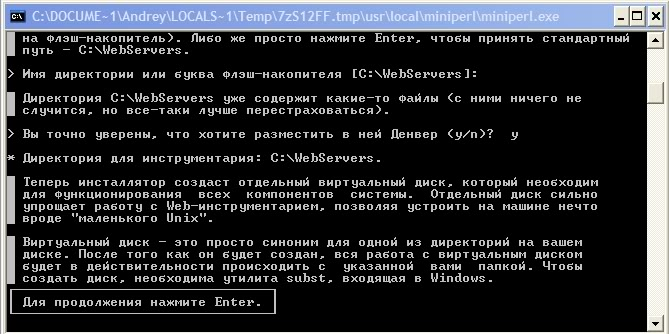 C:\DOCUME~1\Andrey\LOCALS~1\Temp\7zS12FF.tmp\usr\local\miniperl\miniperl.exe
на флэш-накопитель). Либо же просто нажмите Enter, чтобы принять стандартный
путь - C:\WebServers.
> Имя директории или буква флэш-накопителя [C:\WebServers]:
Директория C:\WebServers уже содержит какие-то файлы (с ними ничего не
случится, но все-таки лучше перестраховаться).
> Вы точно уверены, что хотите разместить в ней Денвер (y/n)? y
* Директория для инструментария: C:\WebServers.
Теперь инсталлятор создаст отдельный виртуальный диск, который необходим
для функционирования всех компонентов системы. Отдельный диск сильно
упрощает работу с Web-инструментарием, позволяя устроить на машине нечто
вроде "маленького Unix".
Виртуальный диск - это просто синоним для одной из директорий на вашем
диске. После того как он будет создан, вся работа с виртуальным диском
будет в действительности происходить с указанной вами папкой. Чтобы
создать диск, необходима утилита subst, входящая в Windows.
Для продолжения нажмите Enter.